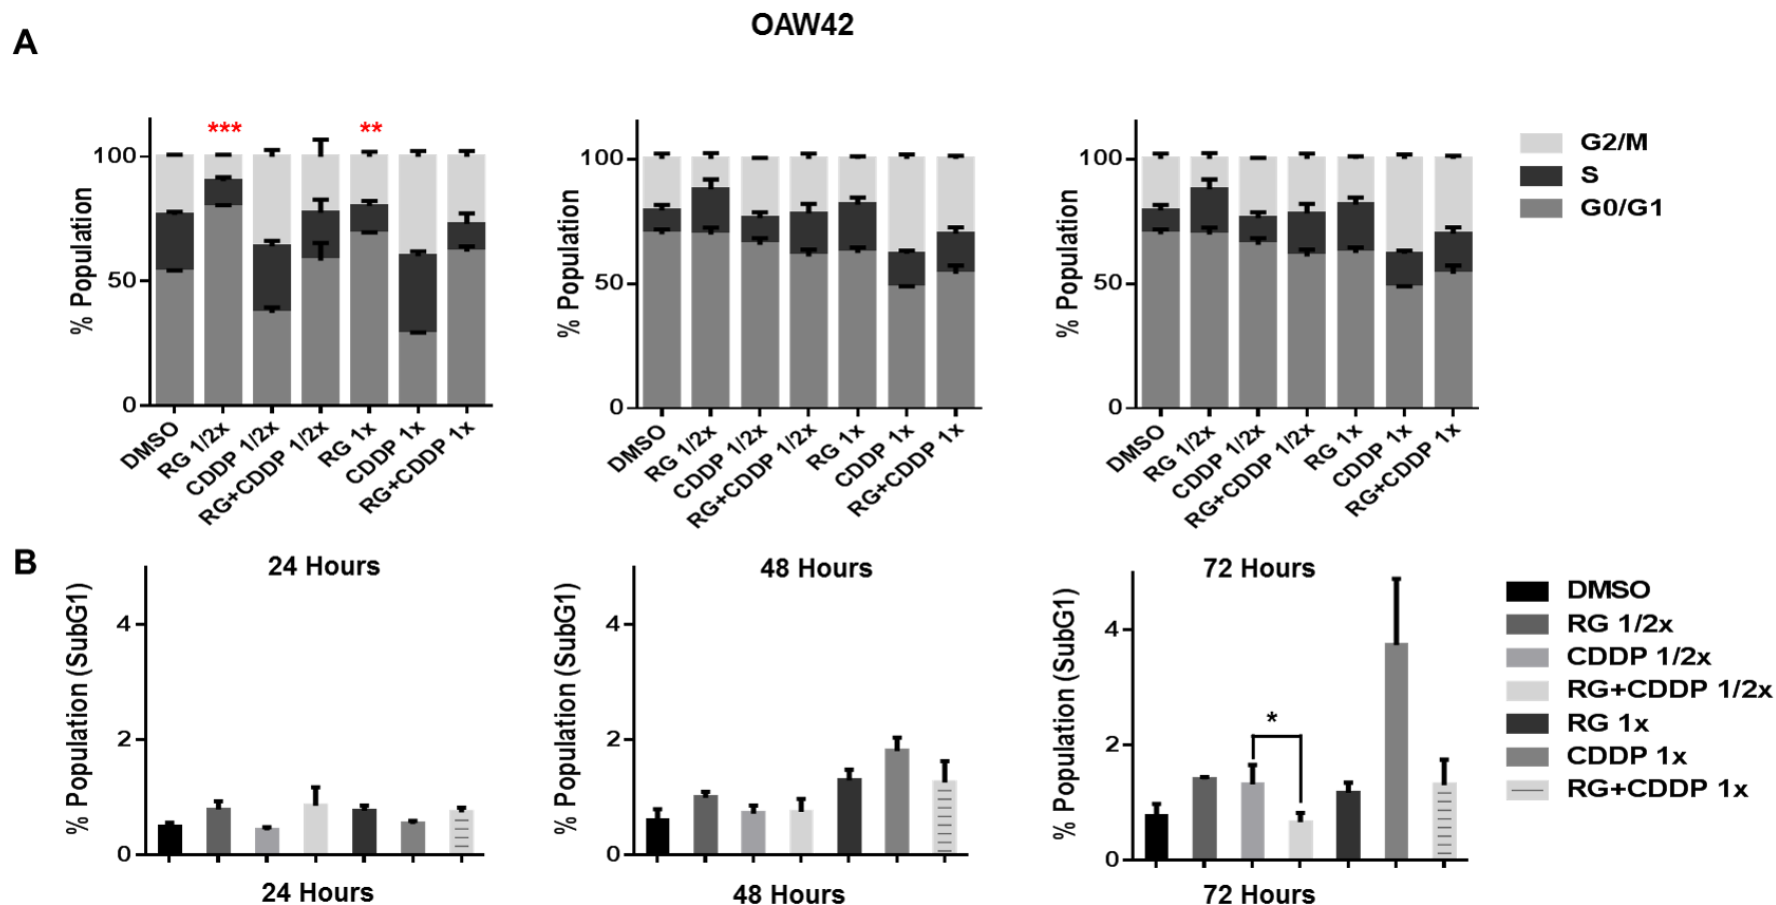 OAW42
A
% Population
100
50
0
***
**
DMSO
RG 1/2x
CDDP 1/2x
RG+CDDP 1/2x
RG 1x
CDDP 1x
RG+CDDP 1x
24 Hours
% Population
100
50
0
DMSO
RG 1/2x
CDDP 1/2x
RG+CDDP 1/2x
RG 1x
CDDP 1x
RG+CDDP 1x
48 Hours
% Population
100
50
0
DMSO
RG 1/2x
CDDP 1/2x
RG+CDDP 1/2x
RG 1x
CDDP 1x
RG+CDDP 1x
72 Hours
G2/M
S
G0/G1
B
% Population (SubG1)
4
2
0
24 Hours
% Population (SubG1)
4
2
0
48 Hours
% Population (SubG1)
4
2
0
*
72 Hours
DMSO
RG 1/2x
CDDP 1/2x
RG+CDDP 1/2x
RG 1x
CDDP 1x
RG+CDDP 1x